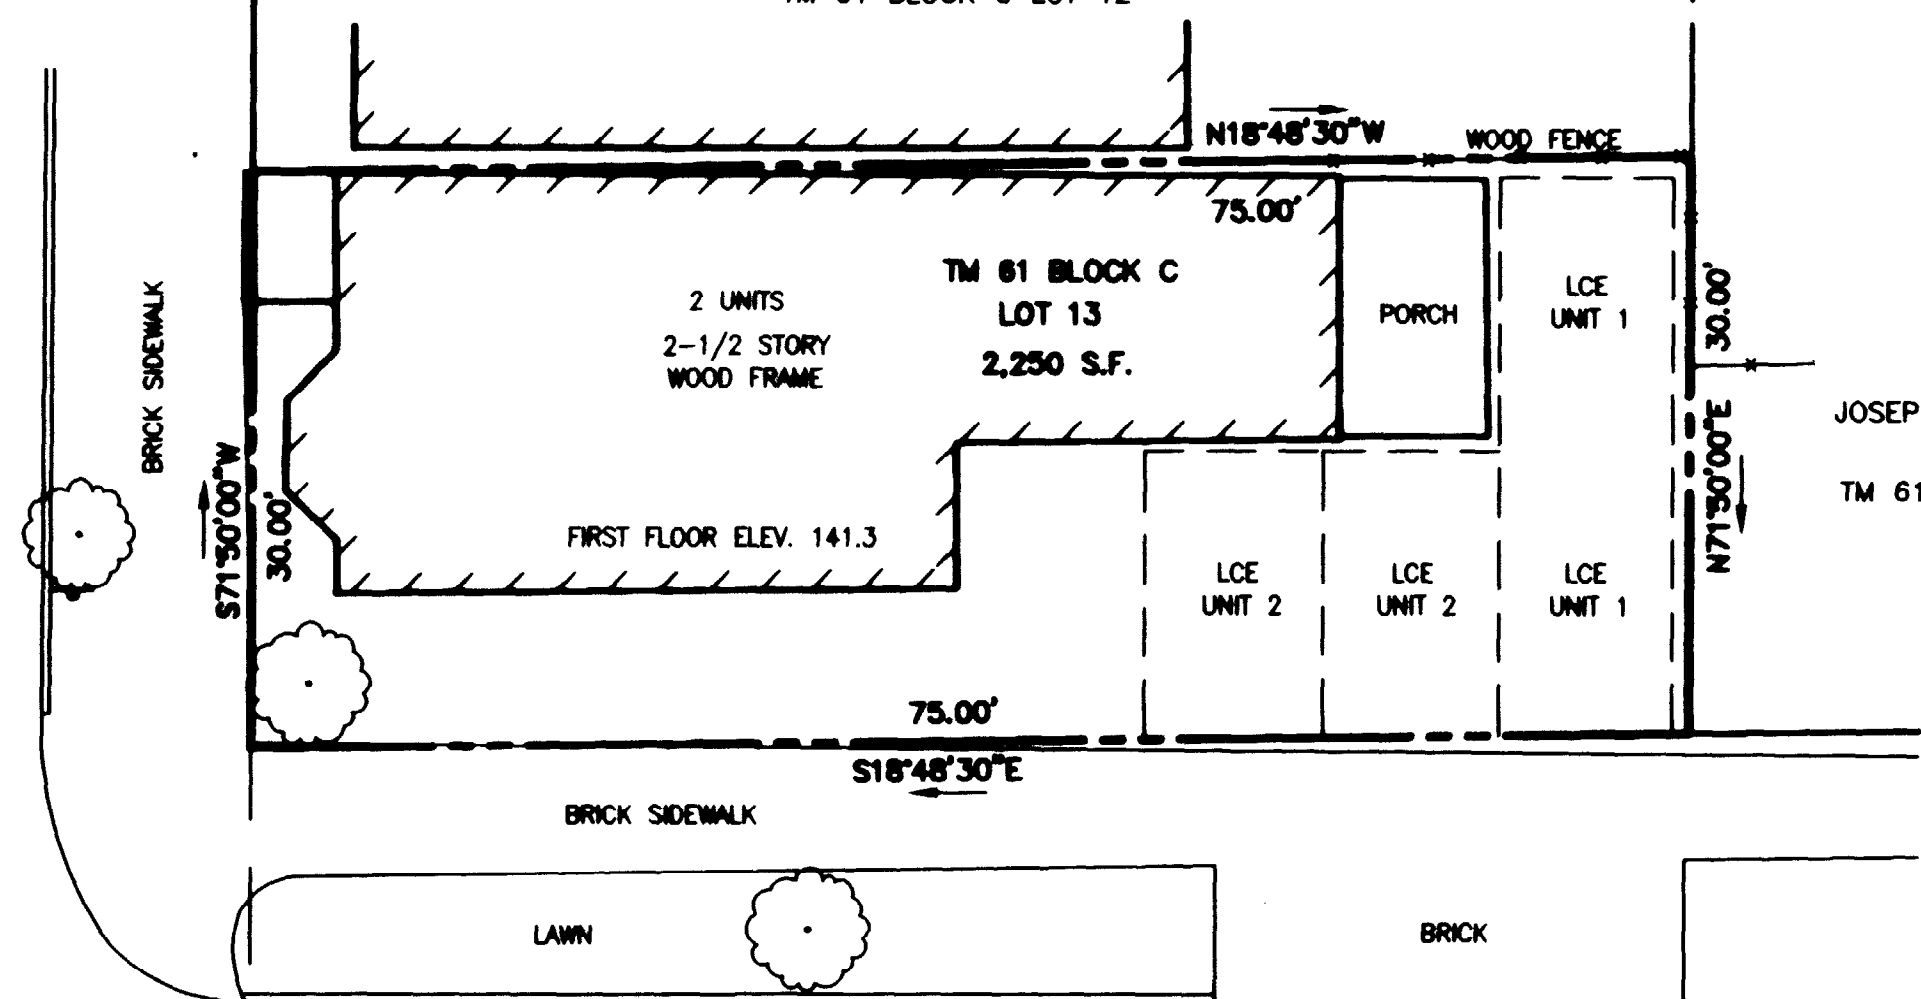 N18°48'30"W
WOOD FENCE
75.00'
TM 61 BLOCK C
LOT 13
2,250 S.F.
2 UNITS
2-1/2 STORY
WOOD FRAME
PORCH
LCE
UNIT 1
30.00'
N71°50'00"E
BRICK SIDEWALK
S71°50'00"W
30.00'
FIRST FLOOR ELEV. 141.3
LCE
UNIT 2
LCE
UNIT 2
LCE
UNIT 1
JOSEP
TM 61
75.00'
S18°48'30"E
BRICK SIDEWALK
LAWN
BRICK